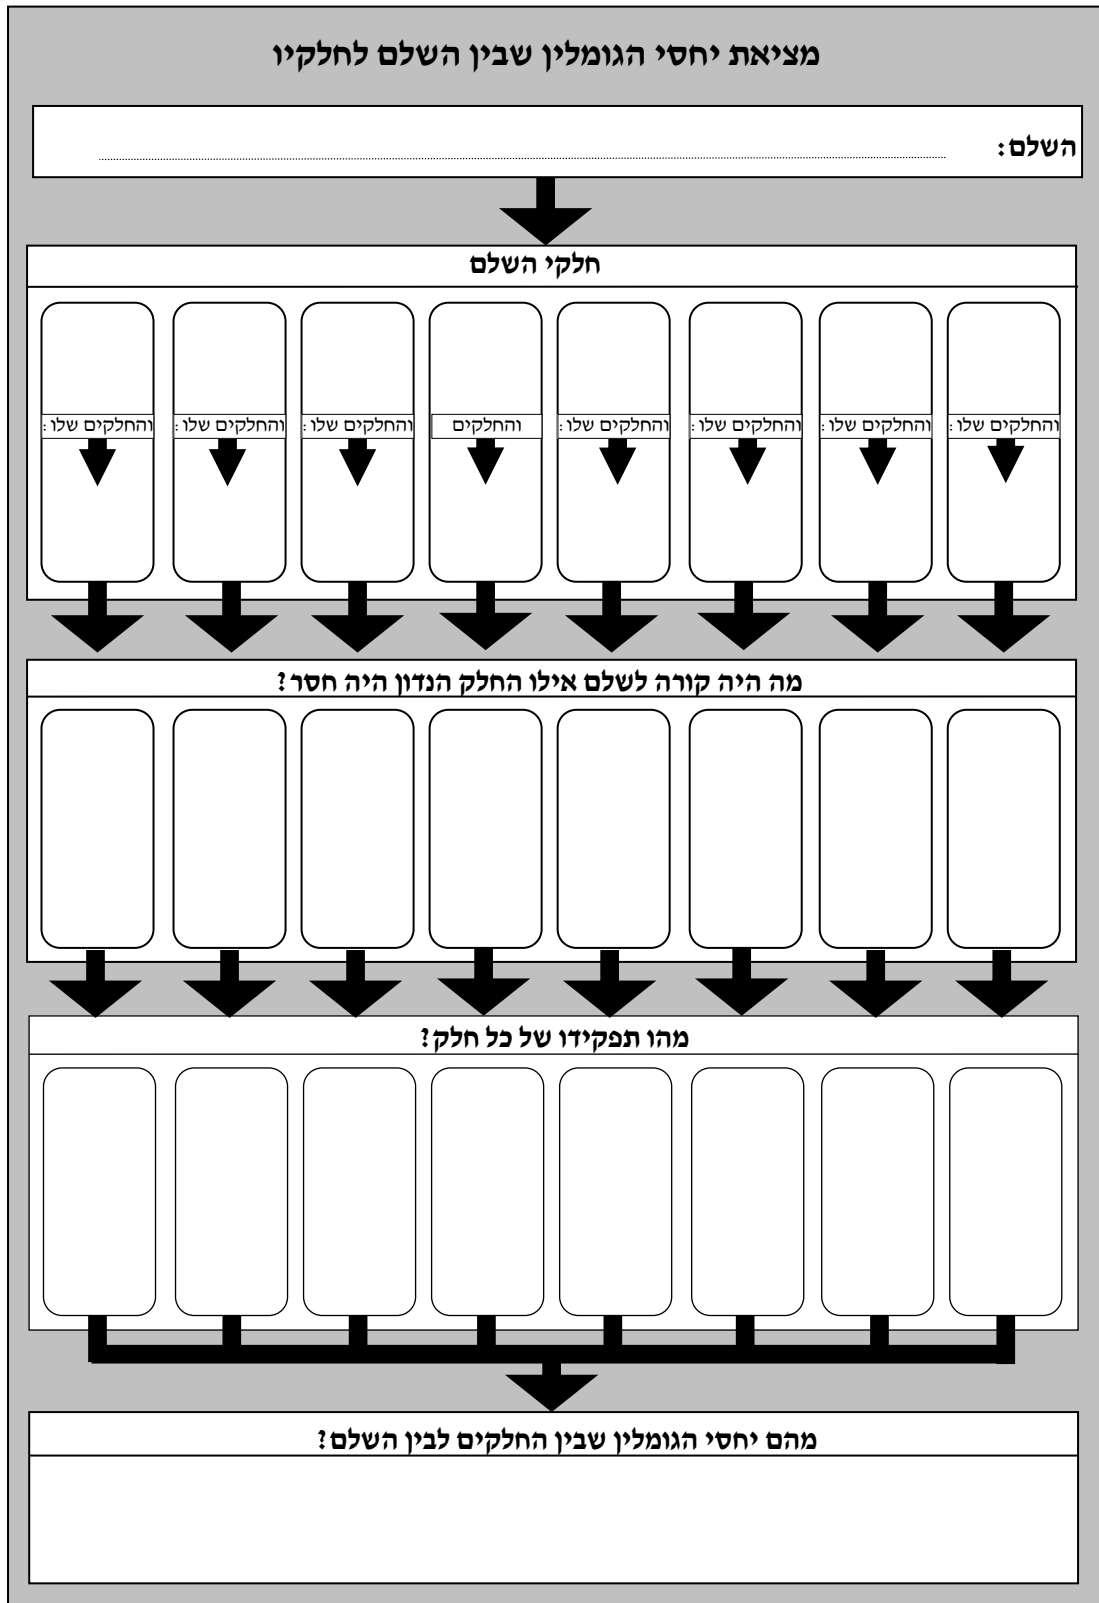 מציאת יחסי הגומלין שבין השלם לחלקיו
השלם:
חלקי השלם
והחלקים שלו:
והחלקים שלו:
והחלקים שלו:
והחלקים שלו:
והחלקים
והחלקים שלו:
והחלקים שלו:
והחלקים שלו:
מה היה קורה לשלם אילו החלק הנדון היה חסר?
מהו תפקידו של כל חלק?
מהם יחסי הגומלין שבין החלקים לבין השלם?